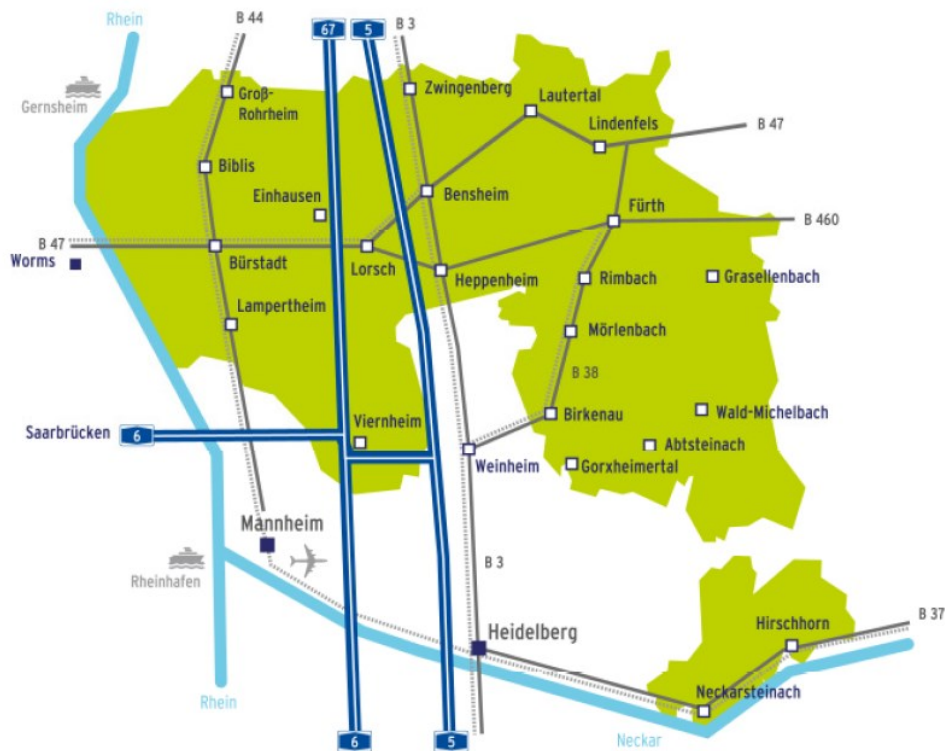 Rhein
B 44
67
5
B 3
Gernsheim
Groß-
Rohrheim
Zwingenberg
Lautertal
Lindenfels
B 47
Biblis
Einhausen
Bensheim
Fürth
B 460
B 47
Worms
Bürstadt
Lorsch
Heppenheim
Rimbach
Grasellenbach
Lampertheim
Mörlenbach
B 38
Saarbrücken
6
Viernheim
Birkenau
Wald-Michelbach
Weinheim
Abtsteinach
Gorxheimertal
Mannheim
Rheinhafen
B 3
Heidelberg
Hirschhorn
B 37
Rhein
Neckarsteinach
6
5
Neckar